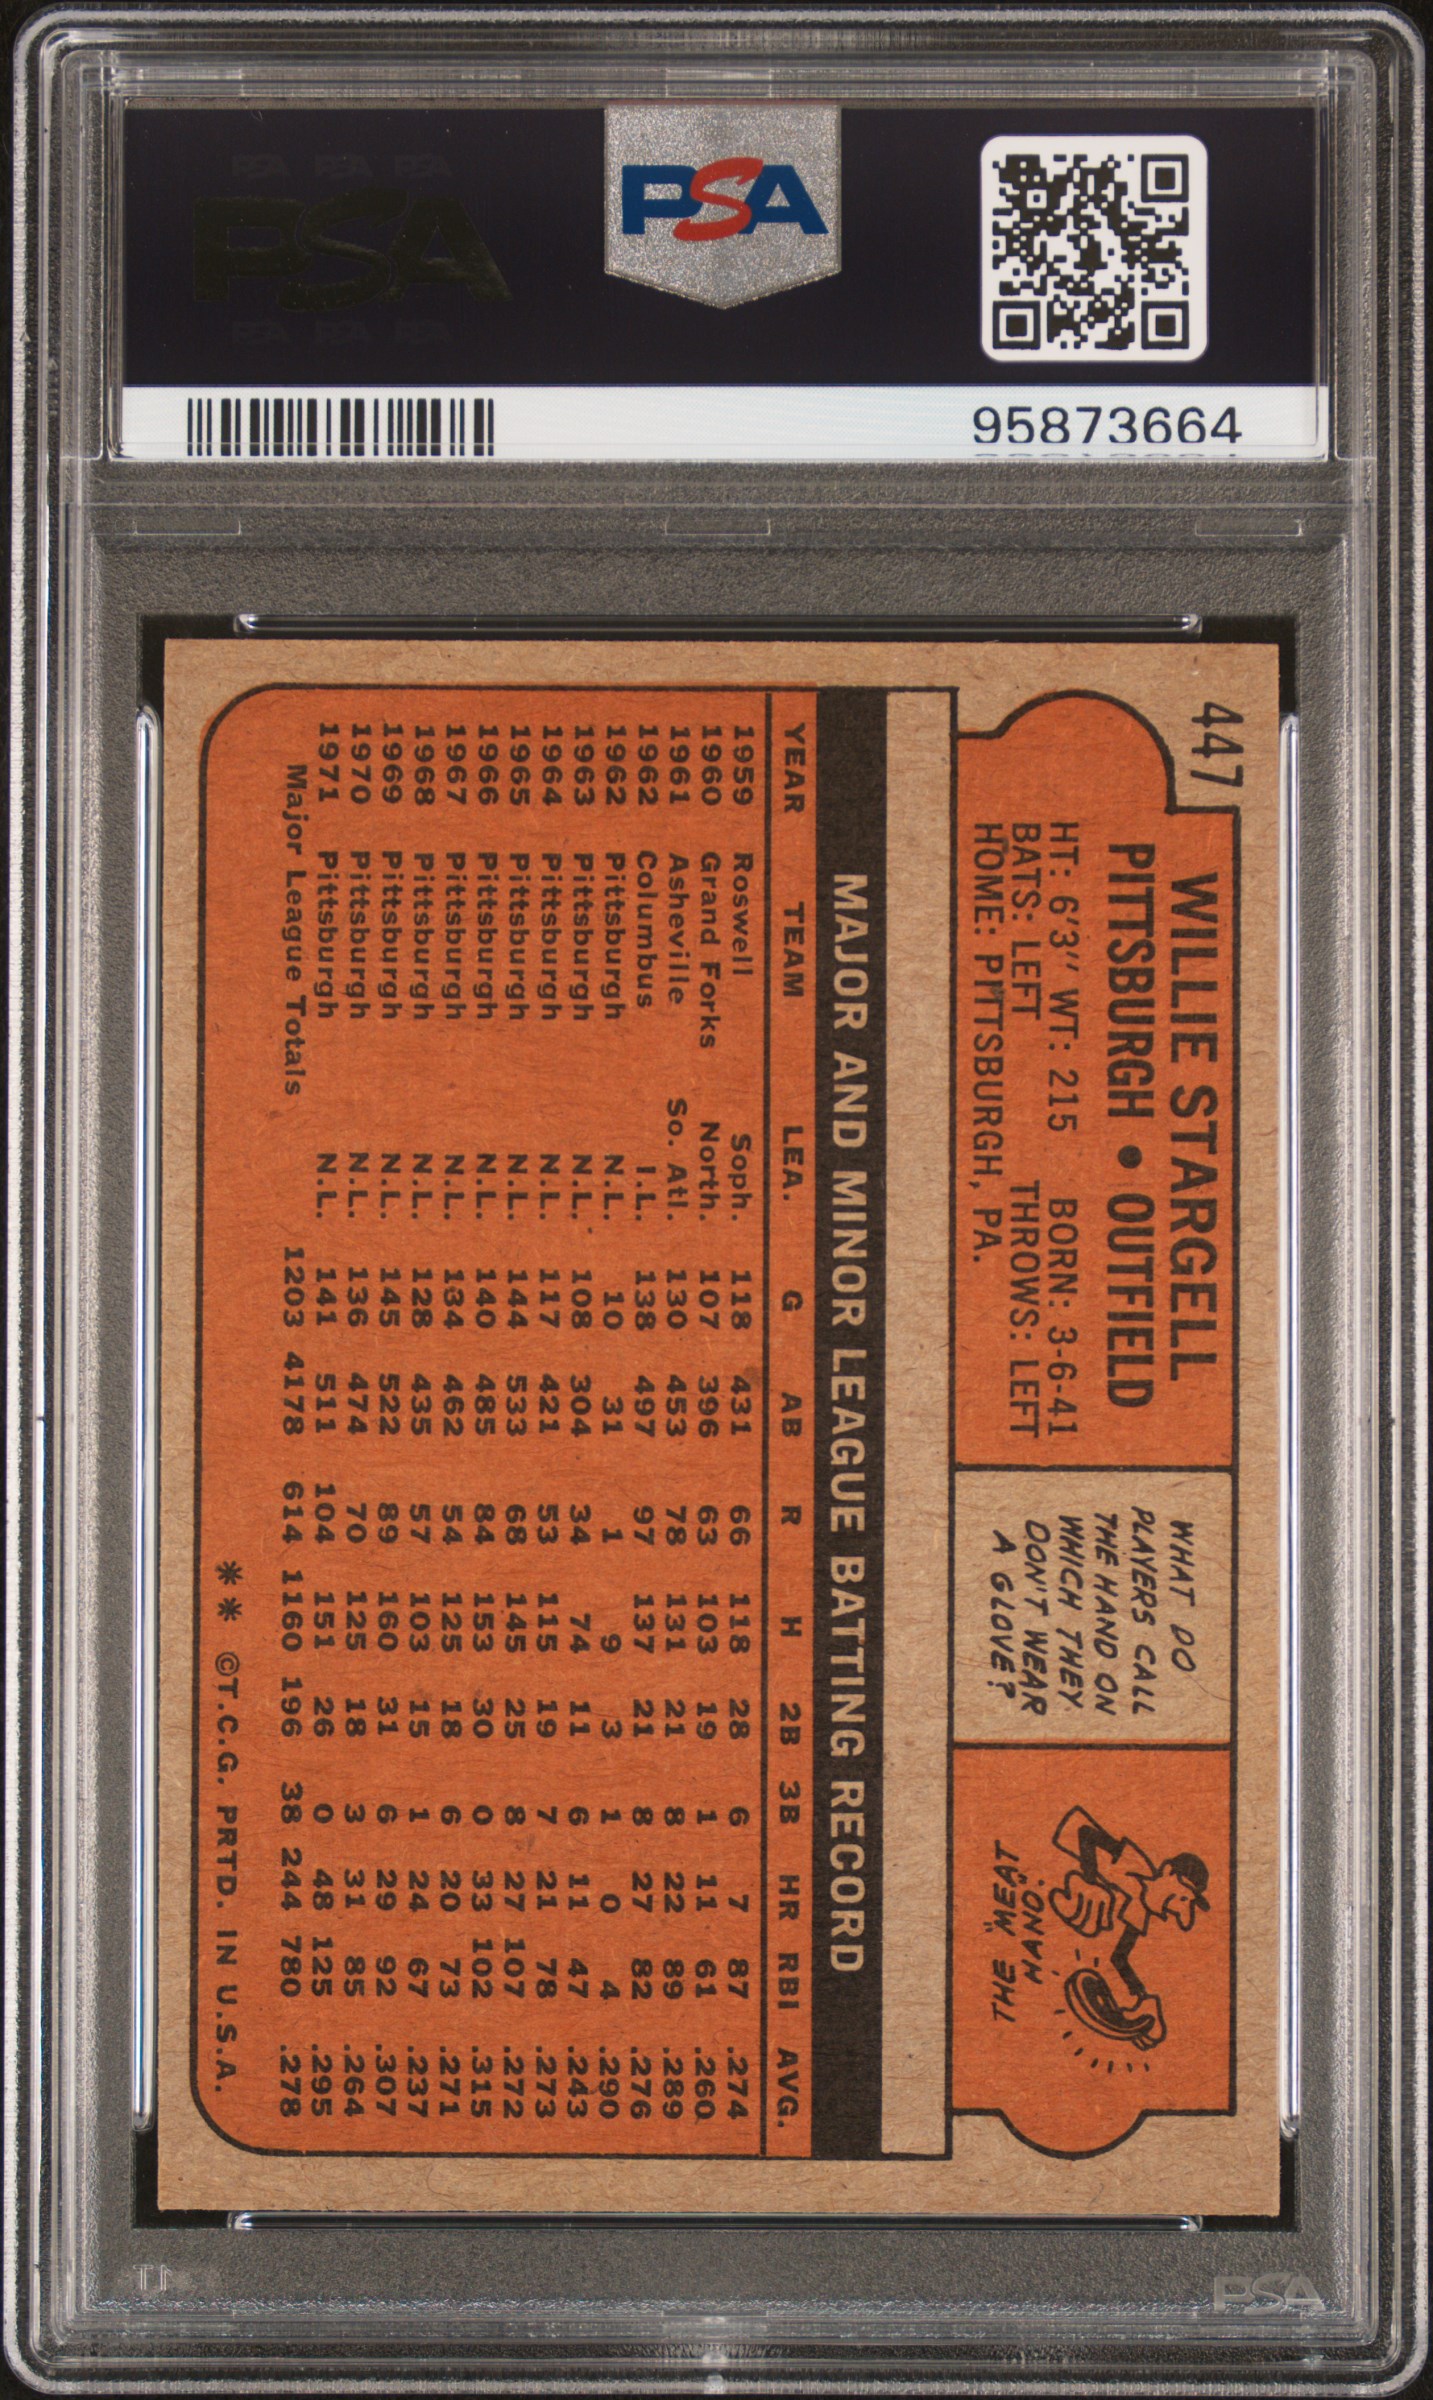 PSA PSA PSA
PSA
PSA PSA PSA
PSA
95873664
447
WILLIE STARGELL
PITTSBURGH • OUTFIELD
HT: 6'3" WT: 215 BORN: 3-6-41
BATS: LEFT THROWS: LEFT
HOME: PITTSBURGH, PA.
WHAT DO
PLAYERS CALL
THE HAND ON
WHICH THEY
DON'T WEAR
A GLOVE?
THE "MEAT
HAND."
MAJOR AND MINOR LEAGUE BATTING RECORD
YEAR TEAM LEA. G AB R H 2B 3B HR RBI AVG.
1959 Roswell Soph. 118 431 66 118 28 6 7 87 .274
1960 Grand Forks North. 107 396 63 103 19 1 11 61 .260
1961 Asheville So. Atl. 130 453 78 131 21 8 22 89 .289
1962 Columbus I.L. 138 497 97 137 21 8 27 82 .276
1962 Pittsburgh N.L. 10 31 1 9 3 1 0 4 .290
1963 Pittsburgh N.L. 108 304 34 74 11 6 11 47 .243
1964 Pittsburgh N.L. 117 421 53 115 19 7 21 78 .273
1965 Pittsburgh N.L. 144 533 68 145 25 8 27 107 .272
1966 Pittsburgh N.L. 140 485 84 153 30 0 33 102 .315
1967 Pittsburgh N.L. 134 462 54 125 18 6 20 73 .271
1968 Pittsburgh N.L. 128 435 57 103 15 1 24 67 .237
1969 Pittsburgh N.L. 145 522 89 160 31 6 29 92 .307
1970 Pittsburgh N.L. 136 474 70 125 18 3 31 85 .264
1971 Pittsburgh N.L. 141 511 104 151 26 0 48 125 .295
Major League Totals 1203 4178 614 1160 196 38 244 780 .278
** ©T.C.G. PRTD. IN U.S.A.
PSA